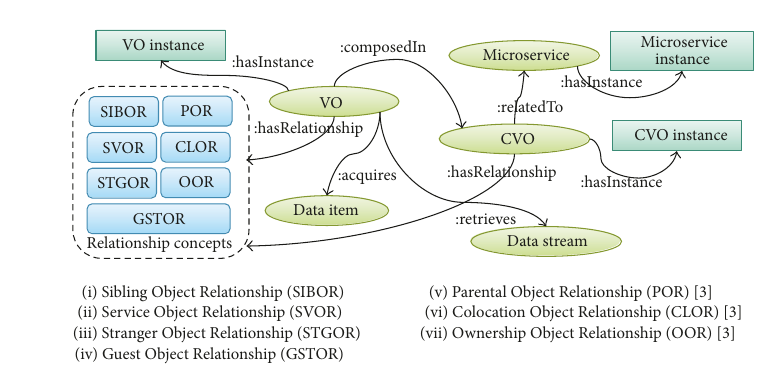 VO instance
:hasInstance
:composedIn
Microservice
Microservice
instance
:hasInstance
SIBOR
POR
VO
:relatedTo
:hasRelationship
SVOR
CLOR
CVO
CVO instance
STGOR
OOR
:acquires
:hasRelationship
:hasInstance
GSTOR
Data item
:retrieves
Relationship concepts
Data stream
(i) Sibling Object Relationship (SIBOR)
(ii) Service Object Relationship (SVOR)
(iii) Stranger Object Relationship (STGOR)
(iv) Guest Object Relationship (GSTOR)
(v) Parental Object Relationship (POR) [3]
(vi) Colocation Object Relationship (CLOR) [3]
(vii) Ownership Object Relationship (OOR) [3]